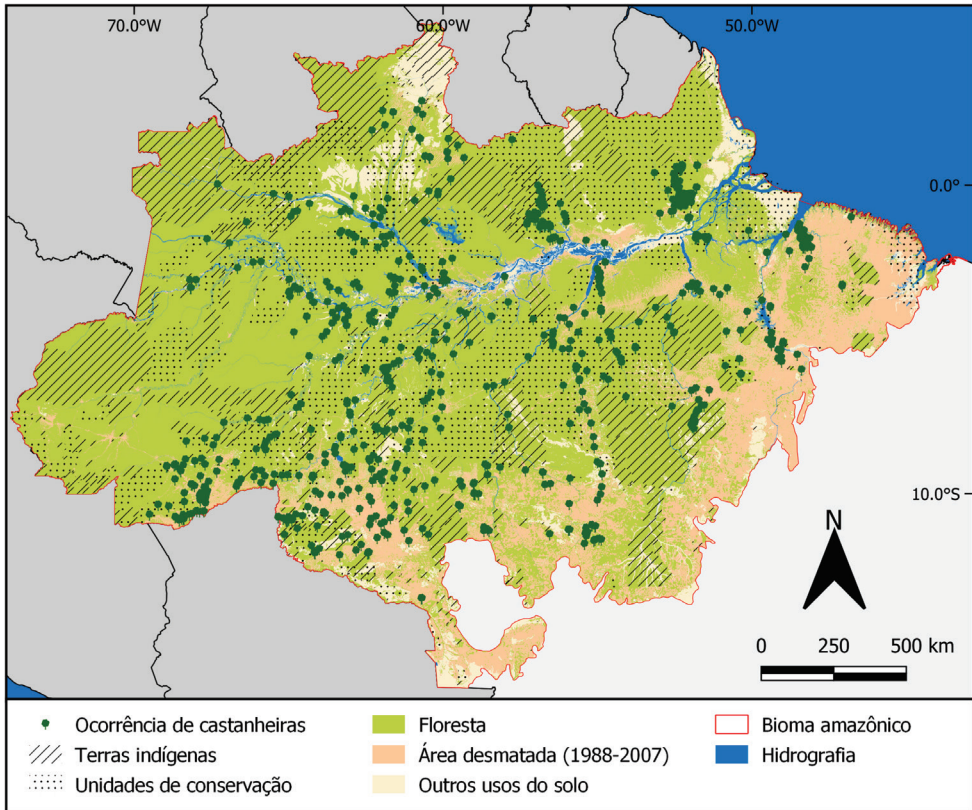 70.0°W 60.0°W 50.0°W
0.0°
10.0°S
N
0 250 500 km
Ocorrência de castanheiras Floresta Bioma amazônico
Terras indígenas Área desmatada (1988-2007) Hidrografia
Unidades de conservação Outros usos do solo